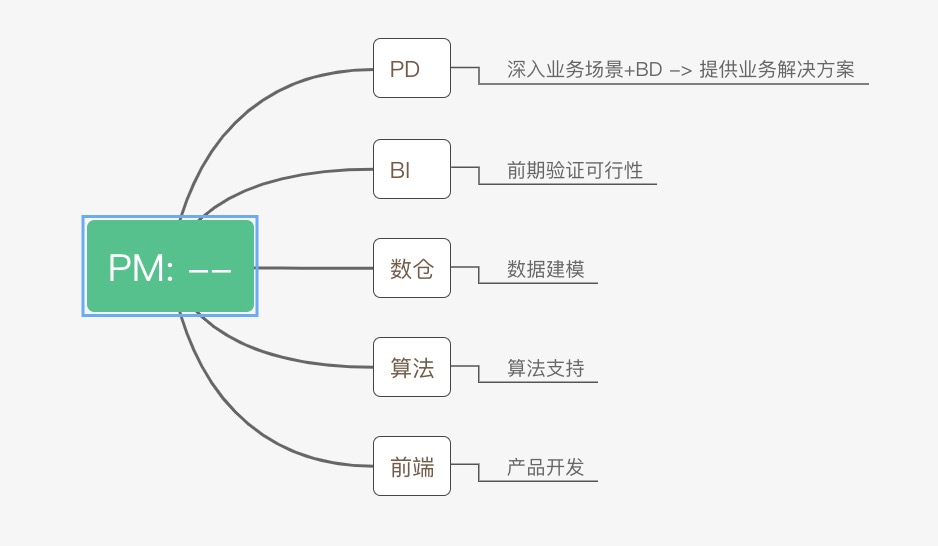 PD
深入业务场景+BD -> 提供业务解决方案
BI
前期验证可行性
PM: --
数仓
数据建模
算法
算法支持
前端
产品开发